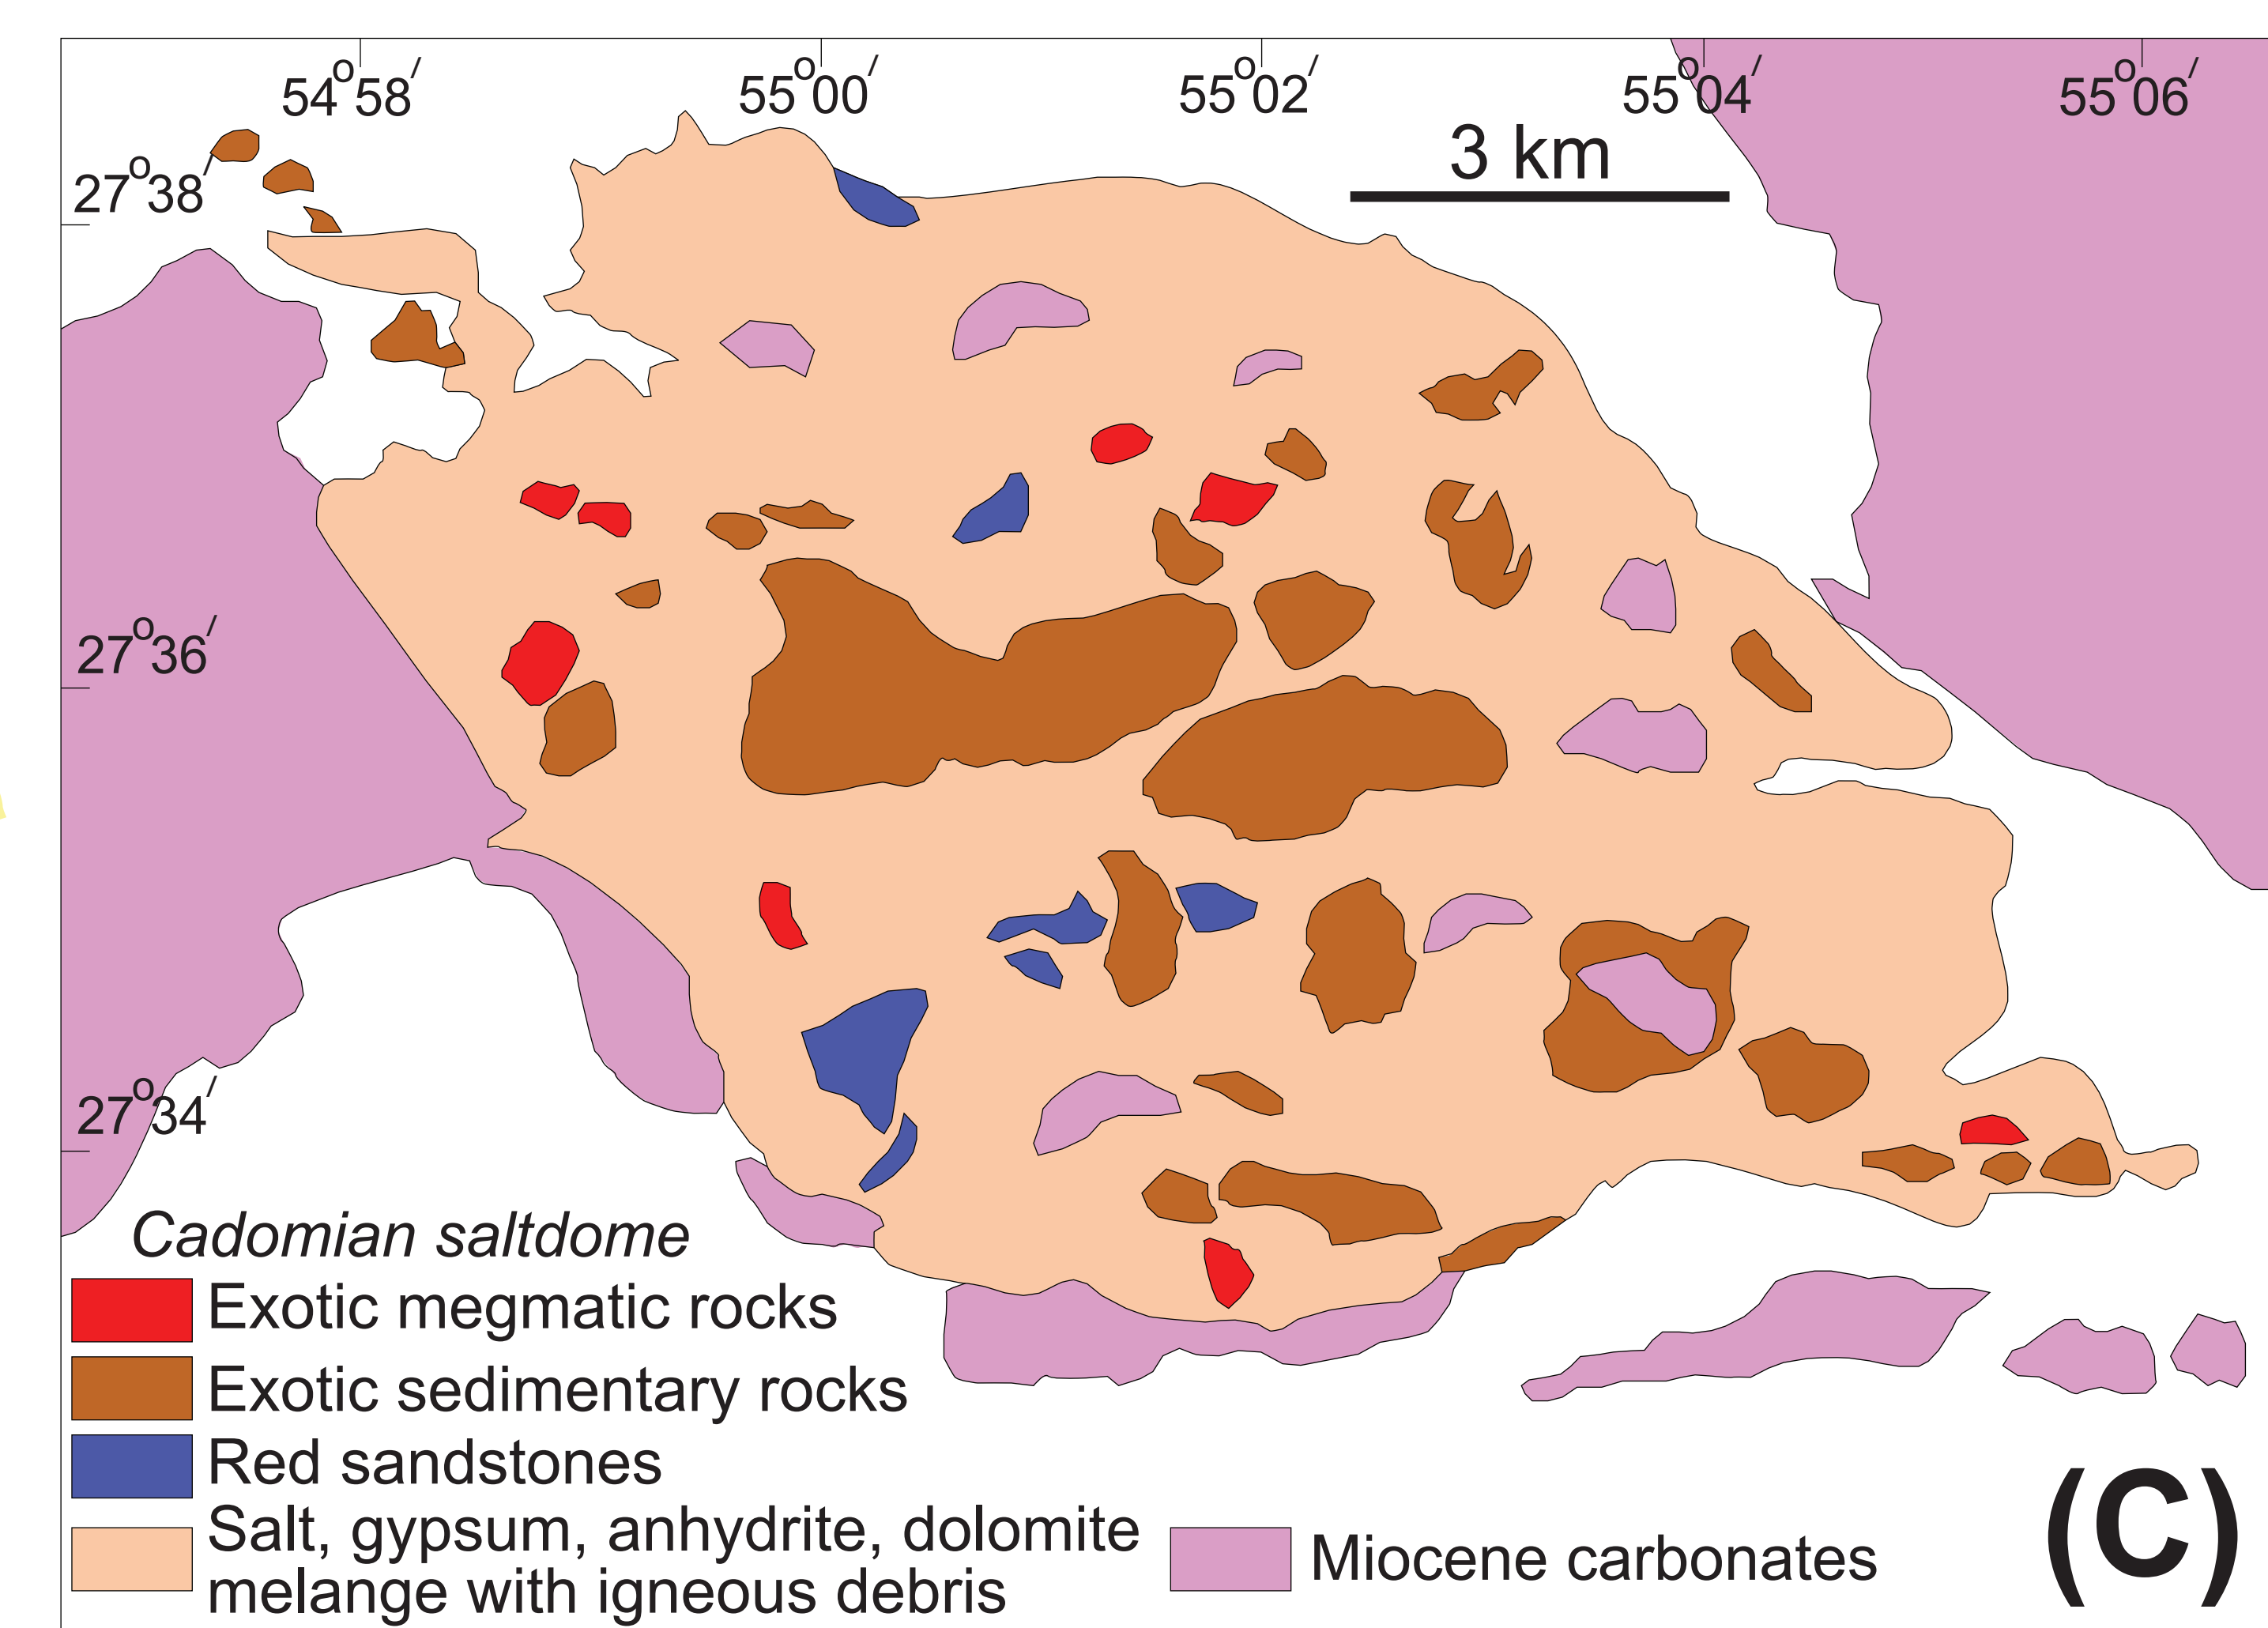 54°58′
55°00′
55°02′
55°04′
55°06′
3 km
27°38′
27°36′
27°34′
Cadomian saltdome
Exotic megmatic rocks
Exotic sedimentary rocks
Red sandstones
Salt, gypsum, anhydrite, dolomite
melange with igneous debris
Miocene carbonates
(C)